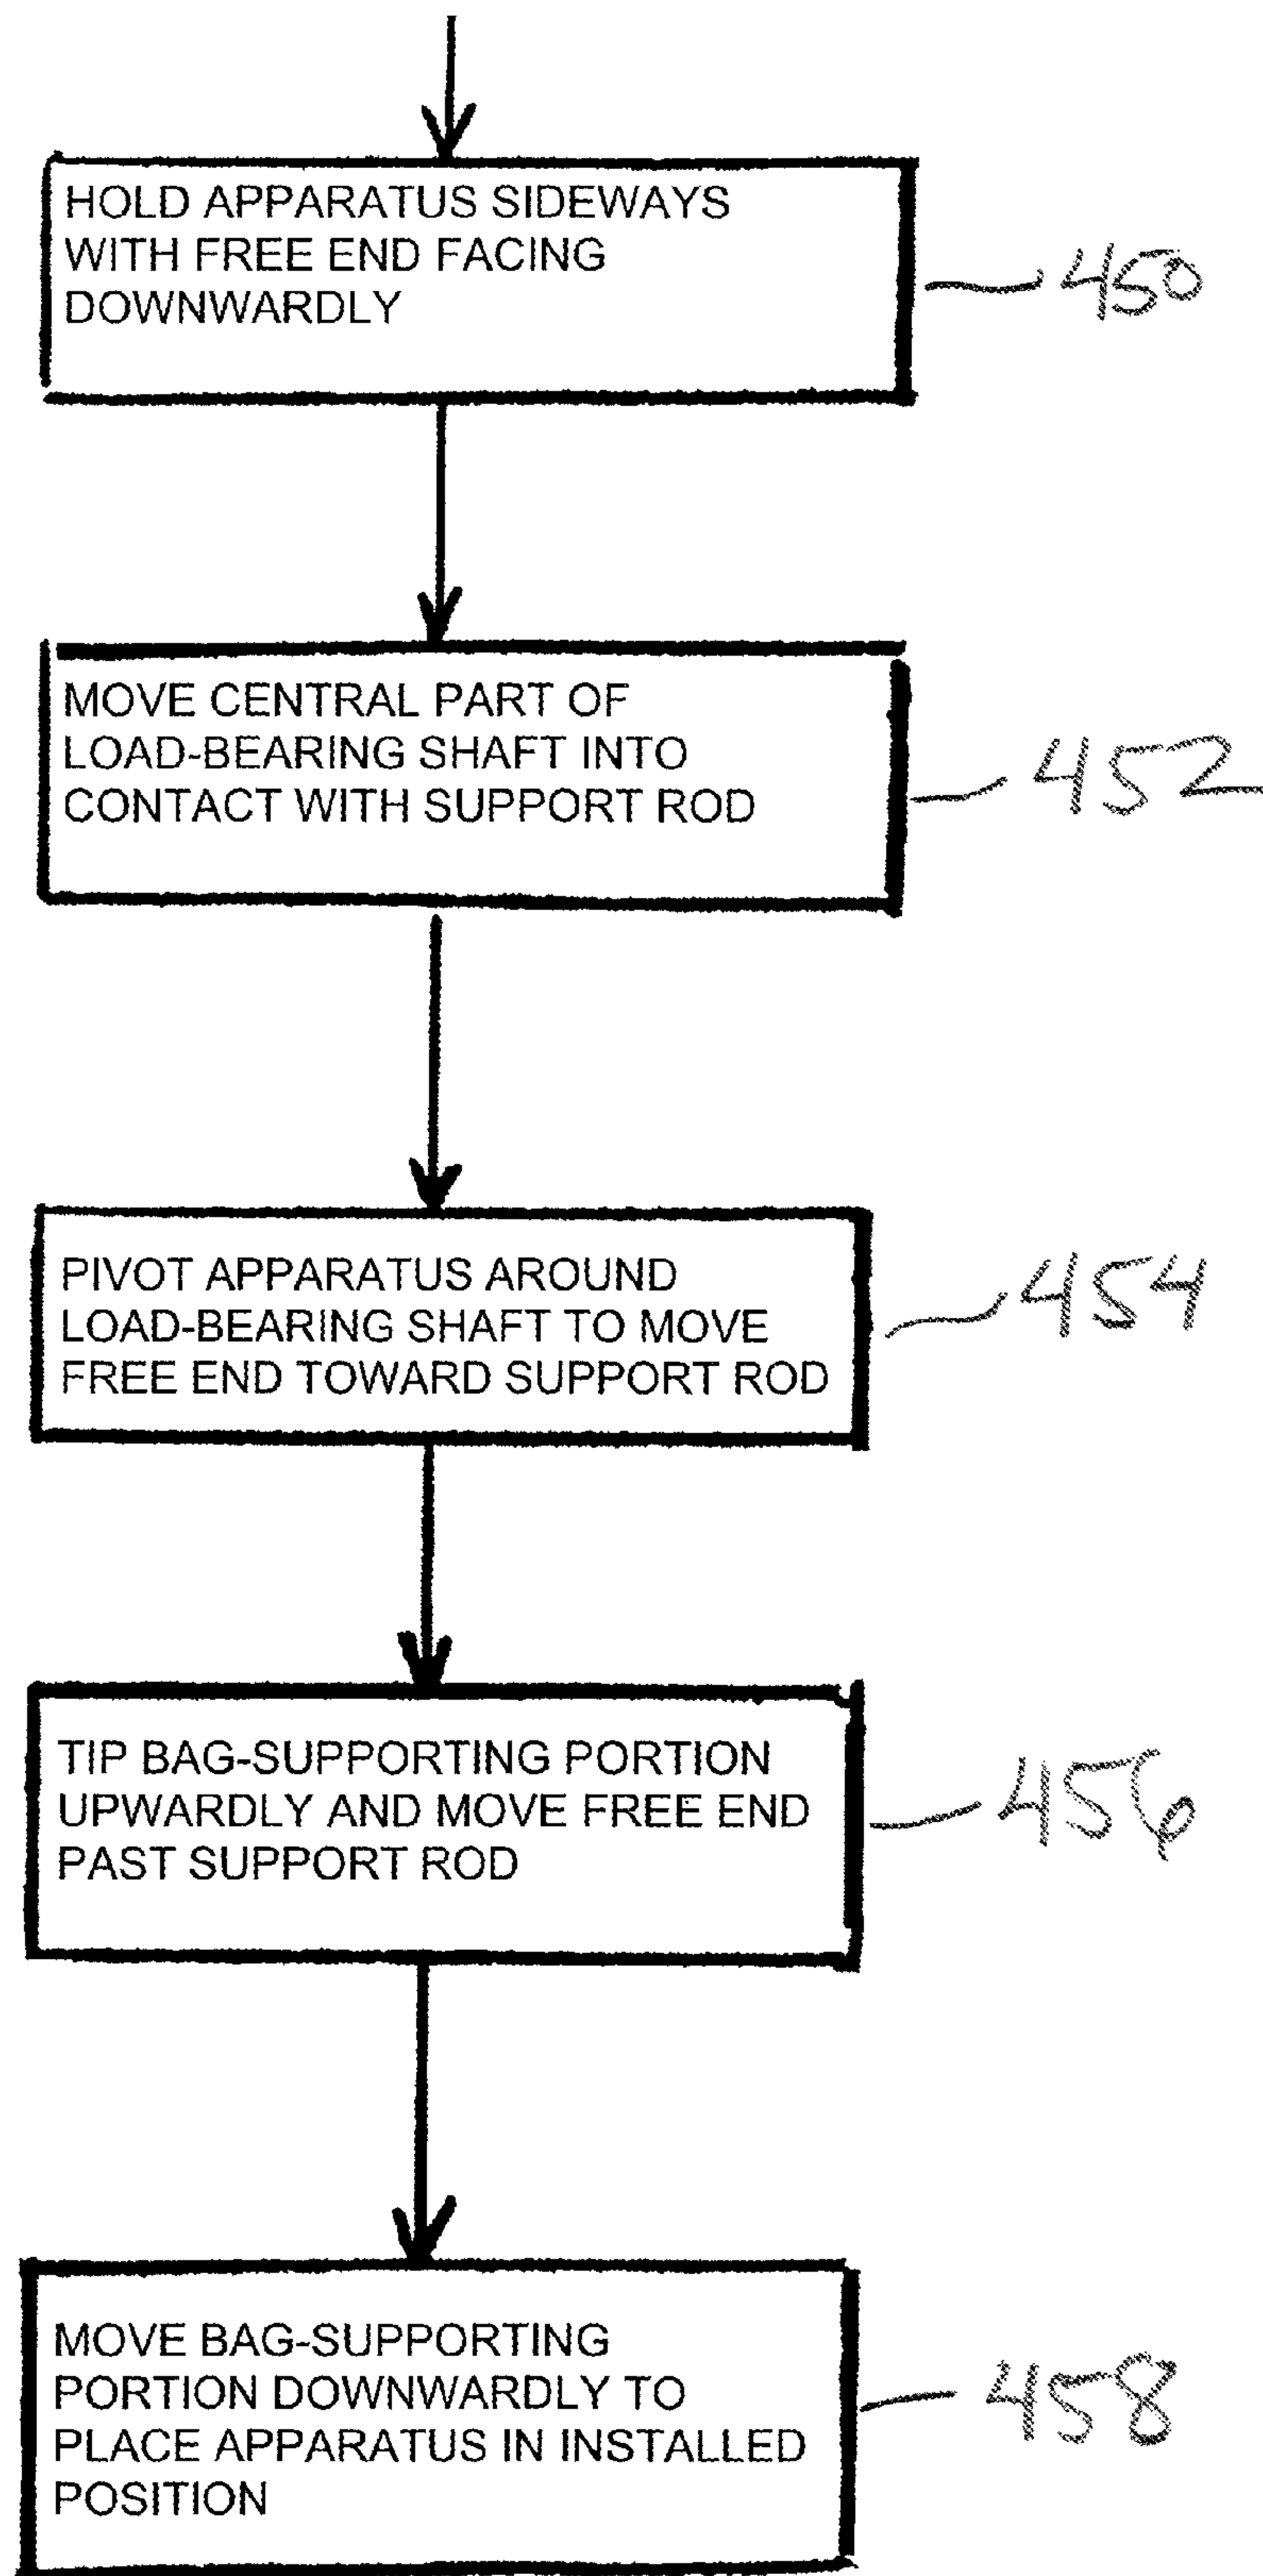 HOLD APPARATUS SIDEWAYS
WITH FREE END FACING
DOWNWARDLY
450
MOVE CENTRAL PART OF
LOAD-BEARING SHAFT INTO
CONTACT WITH SUPPORT ROD
452
PIVOT APPARATUS AROUND
LOAD-BEARING SHAFT TO MOVE
FREE END TOWARD SUPPORT ROD
454
TIP BAG-SUPPORTING PORTION
UPWARDLY AND MOVE FREE END
PAST SUPPORT ROD
456
MOVE BAG-SUPPORTING
PORTION DOWNWARDLY TO
PLACE APPARATUS IN INSTALLED
POSITION
458